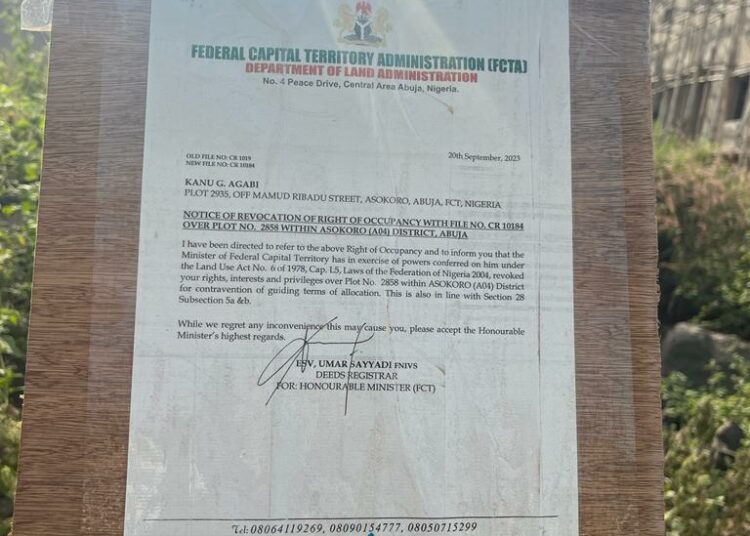 FEDERAL CAPITAL TERRITORY ADMINISTRATION (FCTA)
DEPARTMENT OF LAND ADMINISTRATION
No. 4 Peace Drive, Central Area Abuja, Nigeria.
OLD FILE NO: CR 1019
20th September, 2023
NEW FILE NO: CR 10184
KANU G. AGABI
PLOT 2935, OFF MAMUD RIBADU STREET, ASOKORO, ABUJA, FCT, NIGERIA
NOTICE OF REVOCATION OF RIGHT OF OCCUPANCY WITH FILE NO. CR 10184
OVER PLOT NO. 2858 WITHIN ASOKORO (A04) DISTRICT, ABUJA
I have been directed to refer to the above Right of Occupancy and to inform you that the
Minister of Federal Capital Territory has in exercise of powers conferred on him under
the Land Use Act No. 6 of 1978, Cap. L5, Laws of the Federation of Nigeria 2004, revoked
your rights, interests and privileges over Plot No. 2858 within ASOKORO (A04) District
for contravention of guiding terms of allocation. This is also in line with Section 28
Subsection 5a &b.
While we regret any inconvenience this may cause you, please accept the Honourable
Minister's highest regards.
ESV, UMAR SAYYADI FNIVS
DEEDS REGISTRAR
FOR: HONOURABLE MINISTER (FCT)
Tel: 08064119269, 08090154777, 08050715299